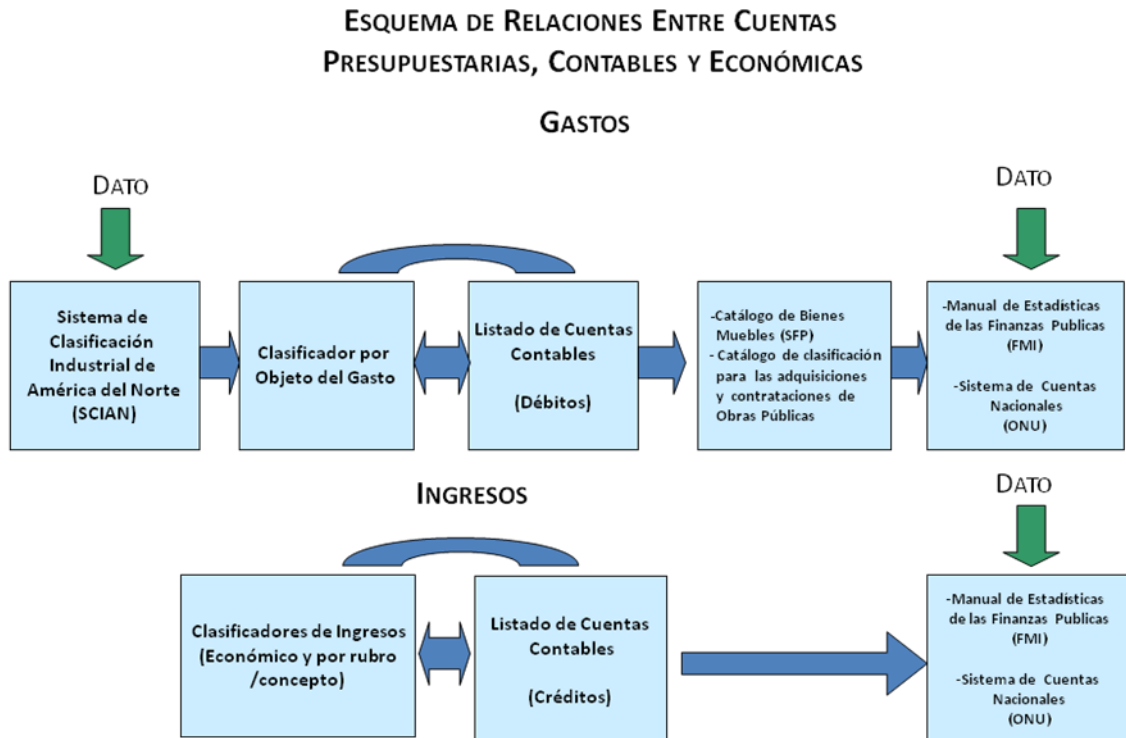 ESQUEMA DE RELACIONES ENTRE CUENTAS
PRESUPUESTARIAS, CONTABLES Y ECONÓMICAS
GASTOS
DATO
DATO
Sistema de
Clasificación
Industrial de
América del Norte
(SCIAN)
Clasificador por
Objeto del Gasto
Listado de Cuentas
Contables
(Débitos)
-Catálogo de Bienes
Muebles (SFP)
- Catálogo de clasificación
para las adquisiciones
y contrataciones de
Obras Públicas
-Manual de Estadísticas
de las Finanzas Publicas
(FMI)
-Sistema de Cuentas
Nacionales
(ONU)
INGRESOS
DATO
Clasificadores de Ingresos
(Económico y por rubro
/concepto)
Listado de Cuentas
Contables
(Créditos)
-Manual de Estadísticas
de las Finanzas Publicas
(FMI)
-Sistema de Cuentas
Nacionales
(ONU)